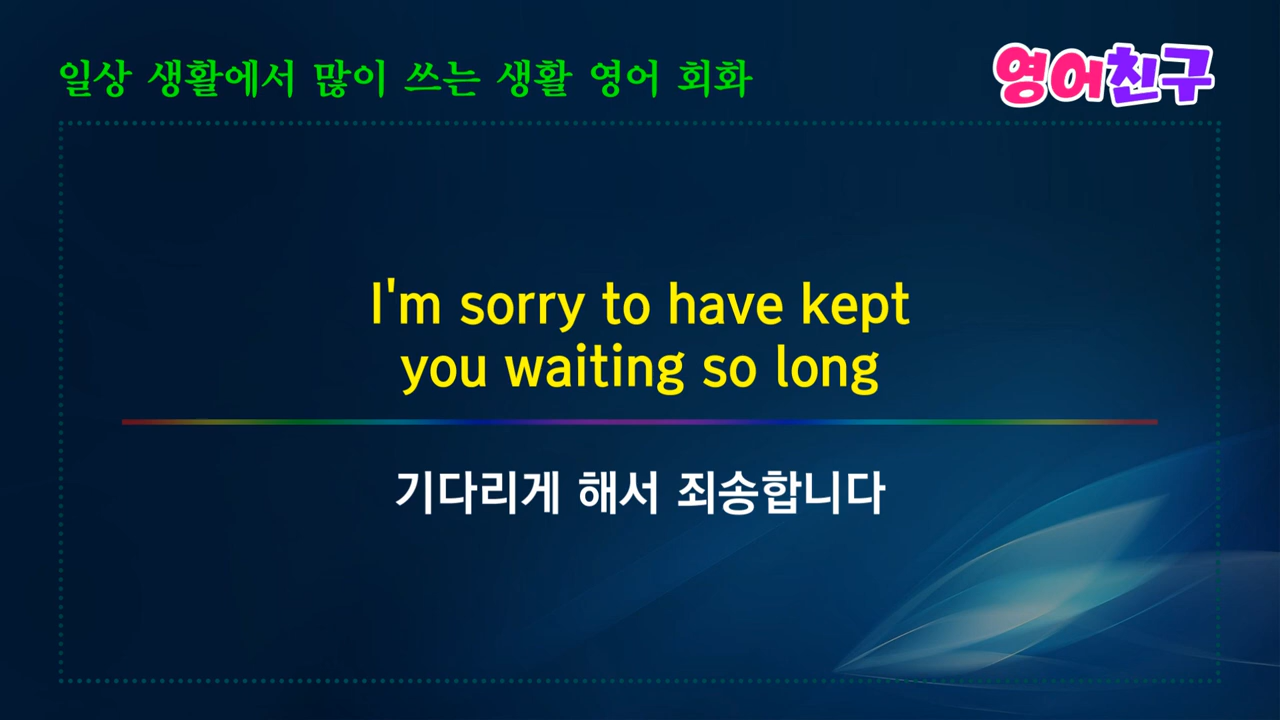 일상 생활에서 많이 쓰는 생활 영어 회화
영어친구
I'm sorry to have kept
you waiting so long
기다리게 해서 죄송합니다